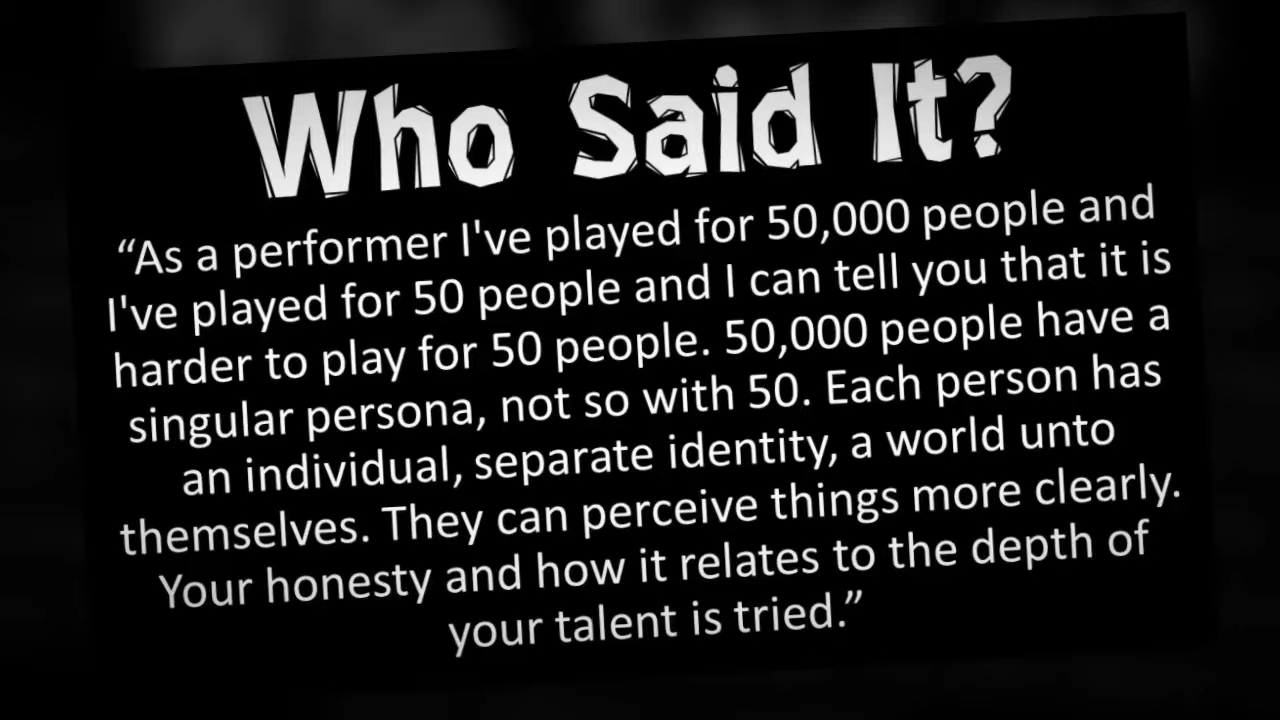 Who Said It?
“As a performer I've played for 50,000 people and
I've played for 50 people and I can tell you that it is
harder to play for 50 people. 50,000 people have a
singular persona, not so with 50. Each person has
an individual, separate identity, a world unto
themselves. They can perceive things more clearly.
Your honesty and how it relates to the depth of
your talent is tried.”